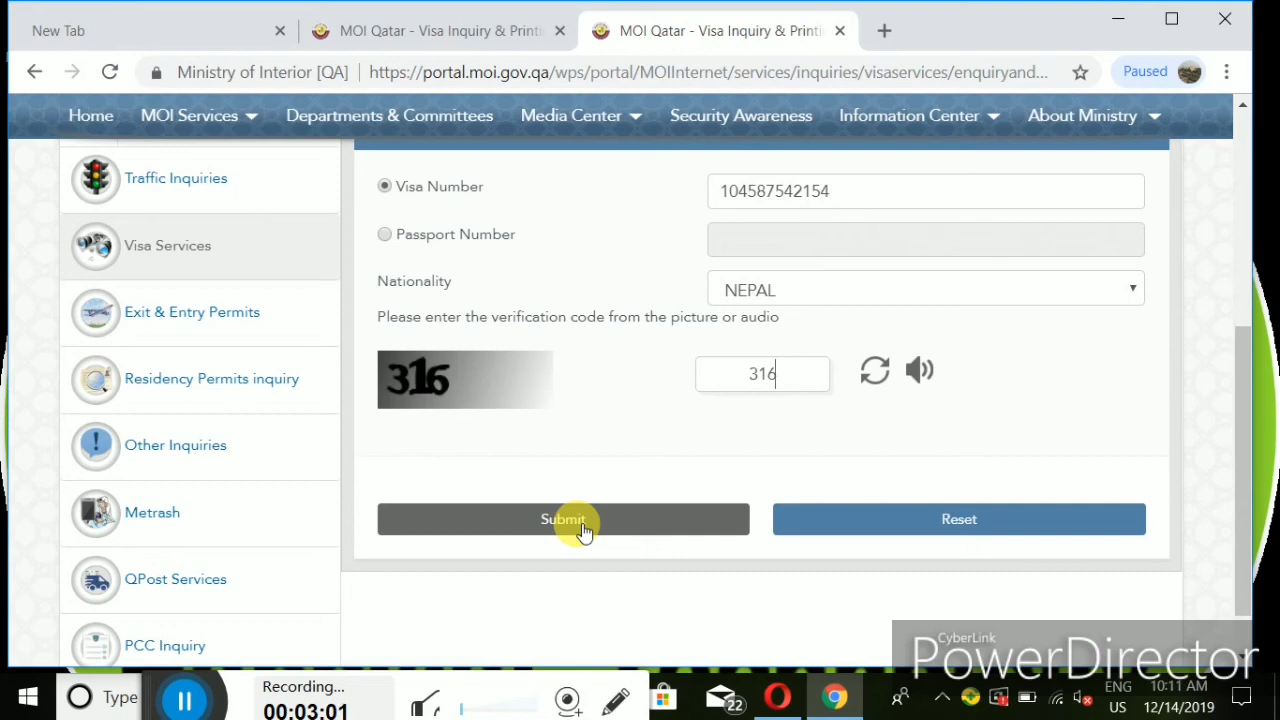 New Tab
MOI Qatar - Visa Inquiry & Printi
MOI Qatar - Visa Inquiry & Printi
Ministry of Interior [QA]
https://portal.moi.gov.qa/wps/portal/MOIInternet/services/inquiries/visaservices/enquiryand...
Paused
Home
MOI Services
Departments & Committees
Media Center
Security Awareness
Information Center
About Ministry
Traffic Inquiries
Visa Services
Exit & Entry Permits
Residency Permits inquiry
Other Inquiries
Metrash
QPost Services
PCC Inquiry
Visa Number
104587542154
Passport Number
Nationality
NEPAL
Please enter the verification code from the picture or audio
316
316
Submit
Reset
CyberLink
PowerDirector
Type
Recording...
00:03:01
22
ENG
US
10:11 AM
12/14/2019